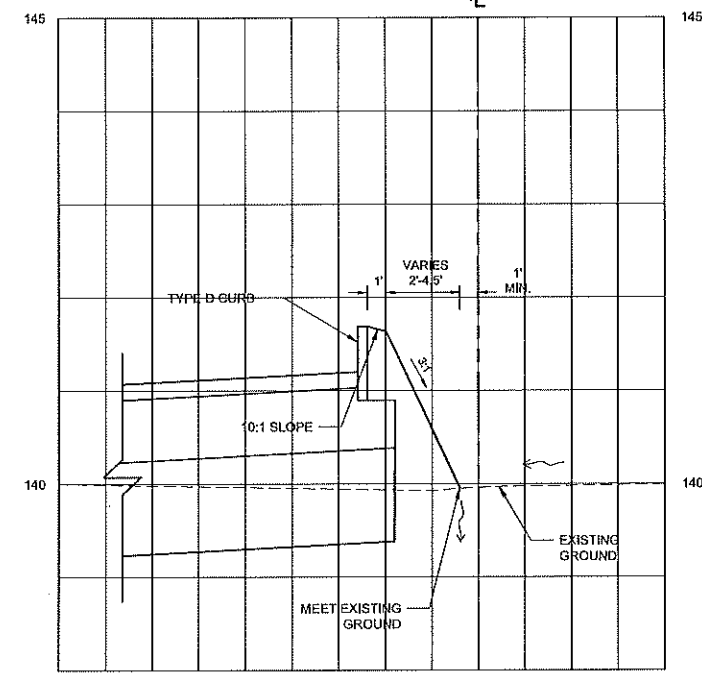 145
145
VARIES
1'
2'-4.5'
1'
MIN.
TYPE D CURB
3:1
10:1 SLOPE
140
140
EXISTING
GROUND
MEET EXISTING
GROUND